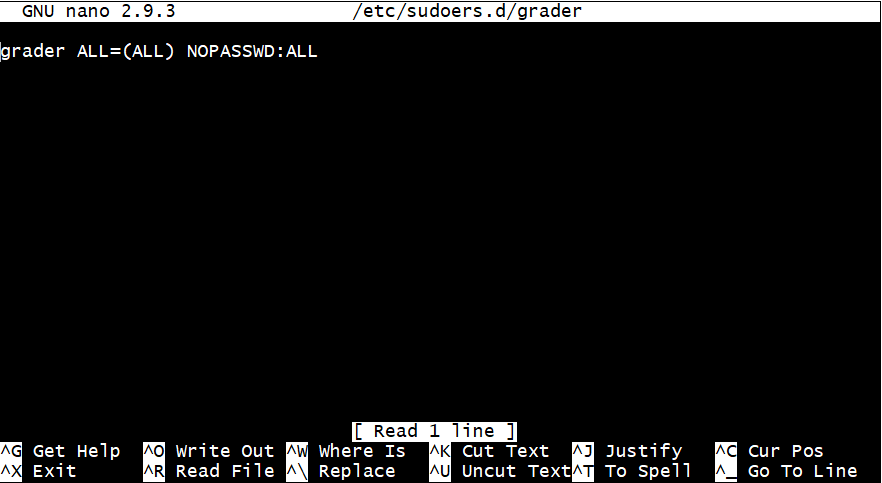 GNU nano 2.9.3 /etc/sudoers.d/grader
grader ALL=(ALL) NOPASSWD:ALL
[ Read 1 line ]
^G Get Help ^O Write Out ^W Where Is ^K Cut Text ^J Justify ^C Cur Pos
^X Exit ^R Read File ^\ Replace ^U Uncut Text^T To Spell ^_ Go To Line